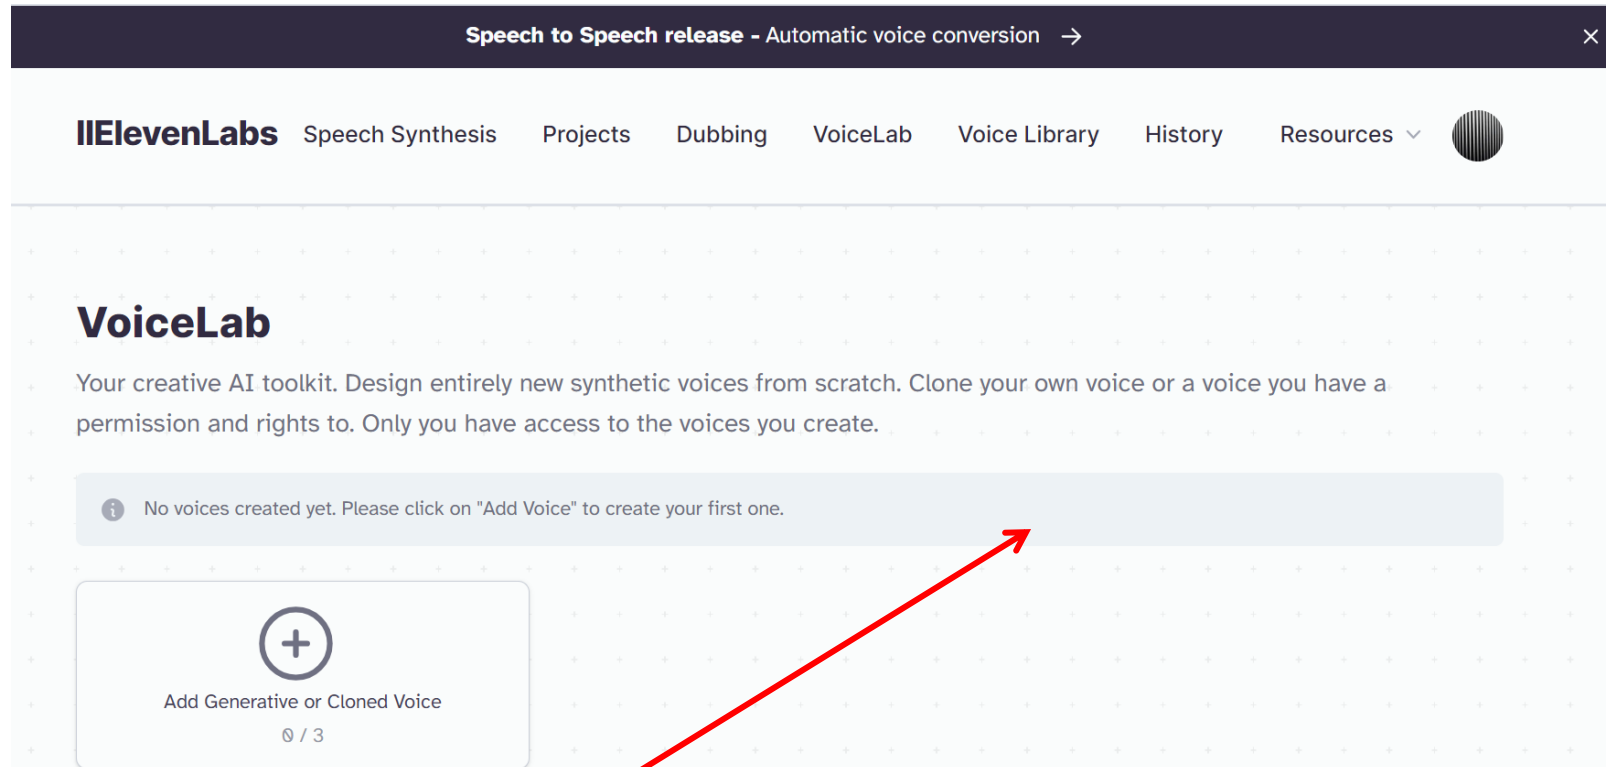 Speech to Speech release - Automatic voice conversion →
IIElevenLabs Speech Synthesis Projects Dubbing VoiceLab Voice Library History Resources
VoiceLab
Your creative AI toolkit. Design entirely new synthetic voices from scratch. Clone your own voice or a voice you have a
permission and rights to. Only you have access to the voices you create.
No voices created yet. Please click on "Add Voice" to create your first one.
Add Generative or Cloned Voice
0 / 3